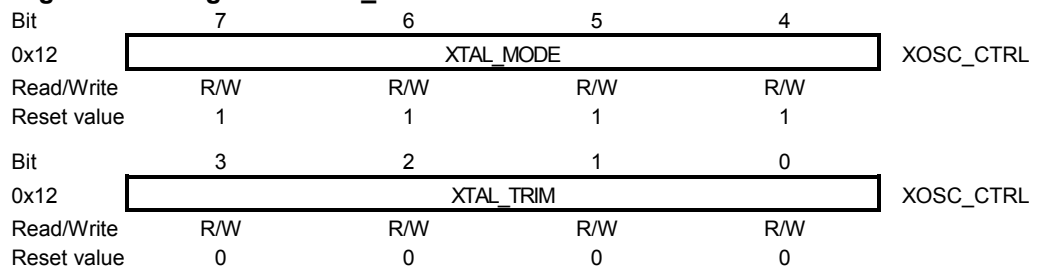 Bit 7 6 5 4
0x12 XTAL_MODE XOSC_CTRL
Read/Write R/W R/W R/W R/W
Reset value 1 1 1 1
Bit 3 2 1 0
0x12 XTAL_TRIM XOSC_CTRL
Read/Write R/W R/W R/W R/W
Reset value 0 0 0 0